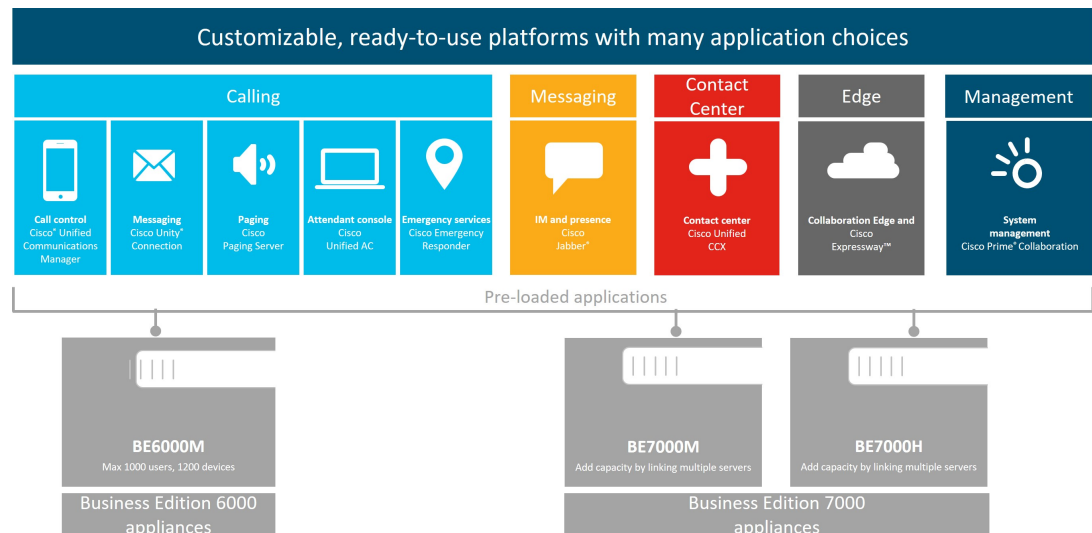 Customizable, ready-to-use platforms with many application choices
Calling
Messaging
Contact
Center
Edge
Management
Call control
Cisco® Unified
Communications
Manager
Messaging
Cisco Unity®
Connection
Paging
Cisco
Paging Server
Attendant console
Cisco
Unified AC
Emergency services
Cisco Emergency
Responder
IM and presence
Cisco
Jabber®
Contact center
Cisco Unified
CCX
Collaboration Edge and
Cisco
Expressway™
System
management
Cisco Prime® Collaboration
Pre-loaded applications
BE6000M
Max 1000 users, 1200 devices
BE7000M
Add capacity by linking multiple servers
BE7000H
Add capacity by linking multiple servers
Business Edition 6000
appliances
Business Edition 7000
appliances